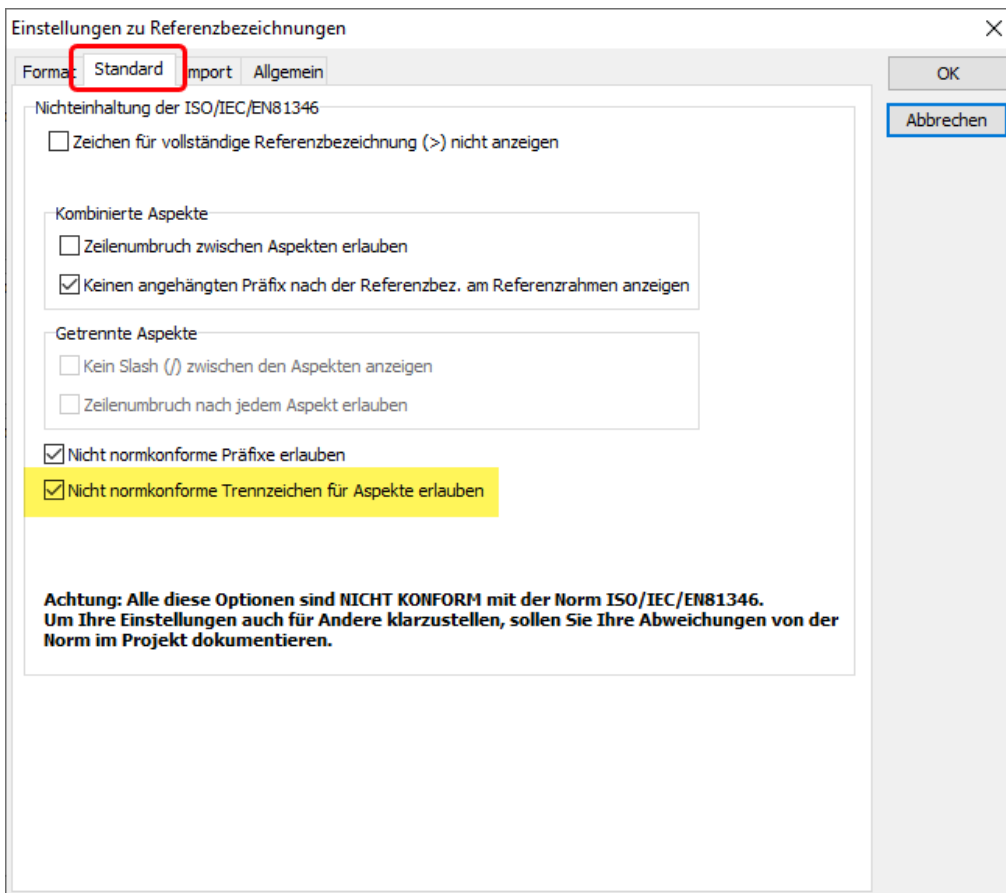 Einstellungen zu Referenzbezeichnungen
Format Standard mport Allgemein
OK
Abbrechen
Nichteinhaltung der ISO/IEC/EN81346
Zeichen für vollständige Referenzbezeichnung (>) nicht anzeigen
Kombinierte Aspekte
Zeilenumbruch zwischen Aspekten erlauben
Keinen angehängten Präfix nach der Referenzbez. am Referenzrahmen anzeigen
Getrennte Aspekte
Kein Slash (/) zwischen den Aspekten anzeigen
Zeilenumbruch nach jedem Aspekt erlauben
Nicht normkonforme Präfixe erlauben
Nicht normkonforme Trennzeichen für Aspekte erlauben
Achtung: Alle diese Optionen sind NICHT KONFORM mit der Norm ISO/IEC/EN81346.
Um Ihre Einstellungen auch für Andere klarzustellen, sollen Sie Ihre Abweichungen von der
Norm im Projekt dokumentieren.